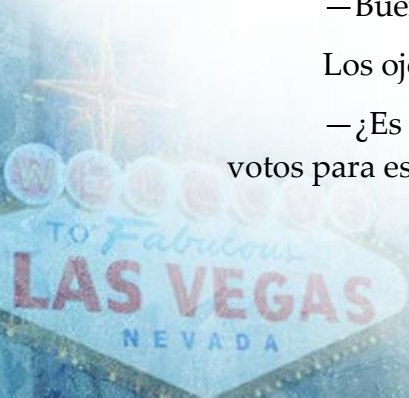 —Bue
Los oj
—¿Es
votos para es
WELCOME
TO Fabulous
LAS VEGAS
NEVADA